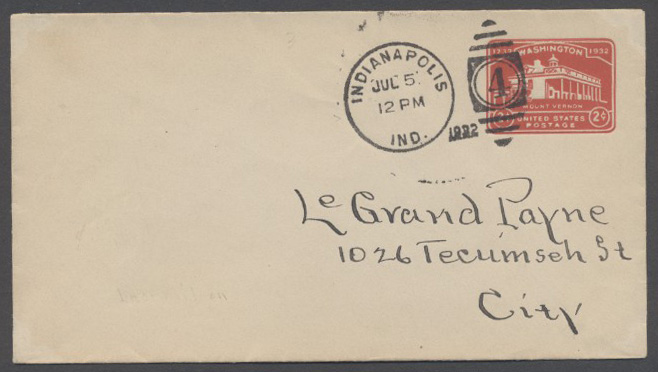 INDIANAPOLIS
JUL 5
12 PM
IND.
1932
4
WASHINGTON 1932
MOUNT VERNON
UNITED STATES
POSTAGE
2¢
Le Grand Payne
1026 Tecumseh St
City